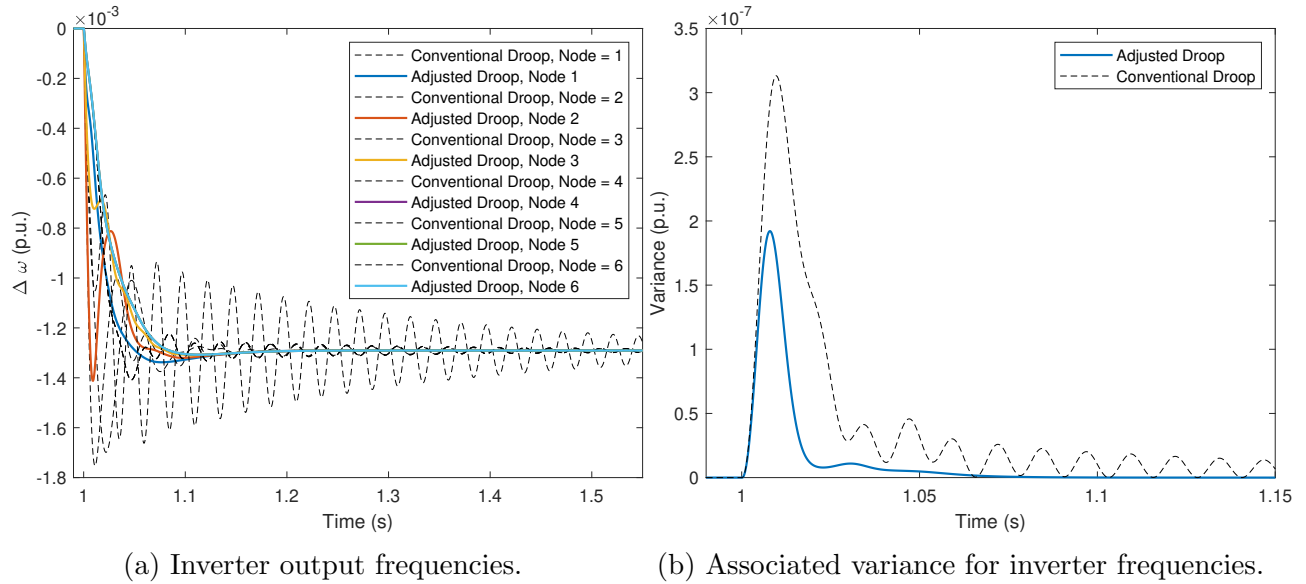 ×10⁻³
0
-0.2
-0.4
-0.6
-0.8
-1
-1.2
-1.4
-1.6
-1.8
Δ ω (p.u.)
1
1.1
1.2
1.3
1.4
1.5
Time (s)
Conventional Droop, Node = 1
Adjusted Droop, Node 1
Conventional Droop, Node = 2
Adjusted Droop, Node 2
Conventional Droop, Node = 3
Adjusted Droop, Node 3
Conventional Droop, Node = 4
Adjusted Droop, Node 4
Conventional Droop, Node = 5
Adjusted Droop, Node 5
Conventional Droop, Node = 6
Adjusted Droop, Node 6
(a) Inverter output frequencies.
×10⁻⁷
3.5
3
2.5
2
1.5
1
0.5
0
Variance (p.u.)
1
1.05
1.1
1.15
Time (s)
Adjusted Droop
Conventional Droop
(b) Associated variance for inverter frequencies.